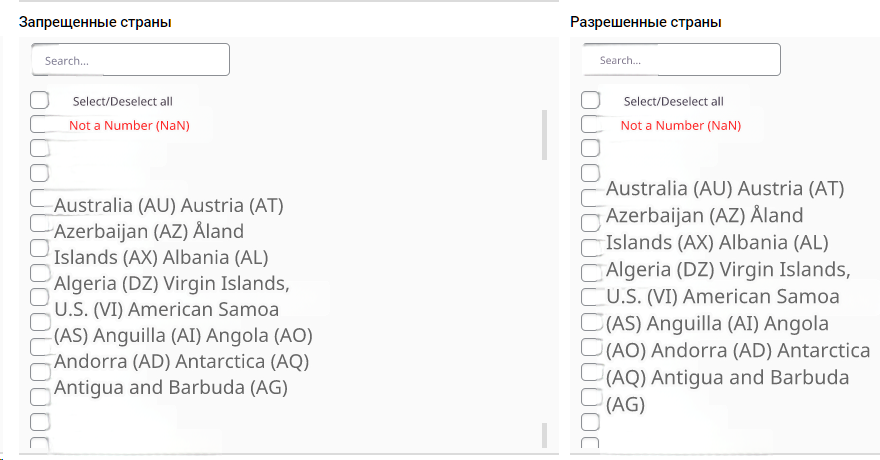 Запрещенные страны
Search...
Select/Deselect all
Not a Number (NaN)
Australia (AU) Austria (AT)
Azerbaijan (AZ) Åland
Islands (AX) Albania (AL)
Algeria (DZ) Virgin Islands,
U.S. (VI) American Samoa
(AS) Anguilla (AI) Angola (AO)
Andorra (AD) Antarctica (AQ)
Antigua and Barbuda (AG)
Разрешенные страны
Search...
Select/Deselect all
Not a Number (NaN)
Australia (AU) Austria (AT)
Azerbaijan (AZ) Åland
Islands (AX) Albania (AL)
Algeria (DZ) Virgin Islands,
U.S. (VI) American Samoa
(AS) Anguilla (AI) Angola
(AO) Andorra (AD) Antarctica
(AQ) Antigua and Barbuda
(AG)